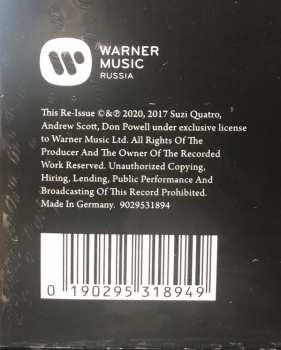 WARNER
MUSIC
RUSSIA
This Re-Issue ©&℗ 2020, 2017 Suzi Quatro,
Andrew Scott, Don Powell under exclusive license
to Warner Music Ltd. All Rights Of The
Producer And The Owner Of The Recorded
Work Reserved. Unauthorized Copying,
Hiring, Lending, Public Performance And
Broadcasting Of This Record Prohibited.
Made In Germany. 9029531894
0 190295 318949